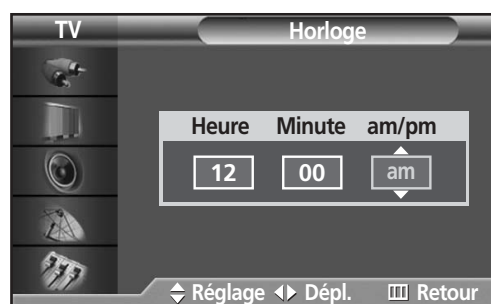 TV Horloge
Heure Minute am/pm
12 00 am
Réglage Dépl. Retour